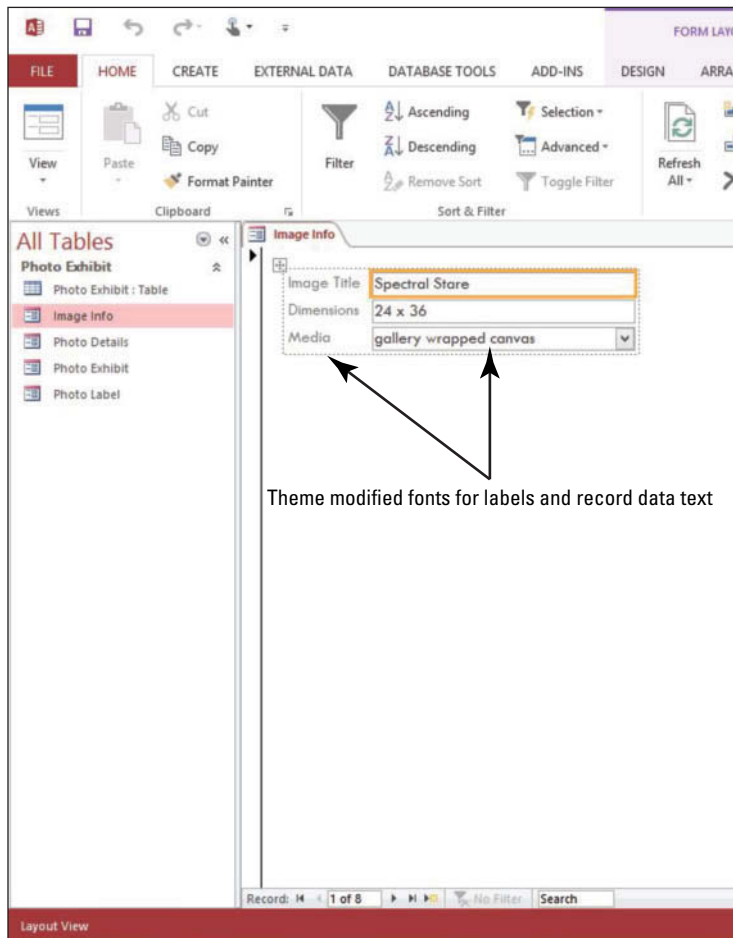 FORM LAYO
FILE HOME CREATE EXTERNAL DATA DATABASE TOOLS ADD-INS DESIGN ARRA
View
Paste
Cut
Copy
Format Painter
Filter
Ascending
Descending
Remove Sort
Selection
Advanced
Toggle Filter
Refresh
All
Views Clipboard Sort & Filter
All Tables
Photo Exhibit
Photo Exhibit : Table
Image Info
Photo Details
Photo Exhibit
Photo Label
Image Info
Image Title Spectral Stare
Dimensions 24 x 36
Media gallery wrapped canvas
Theme modified fonts for labels and record data text
Record: 1 of 8 No Filter Search
Layout View